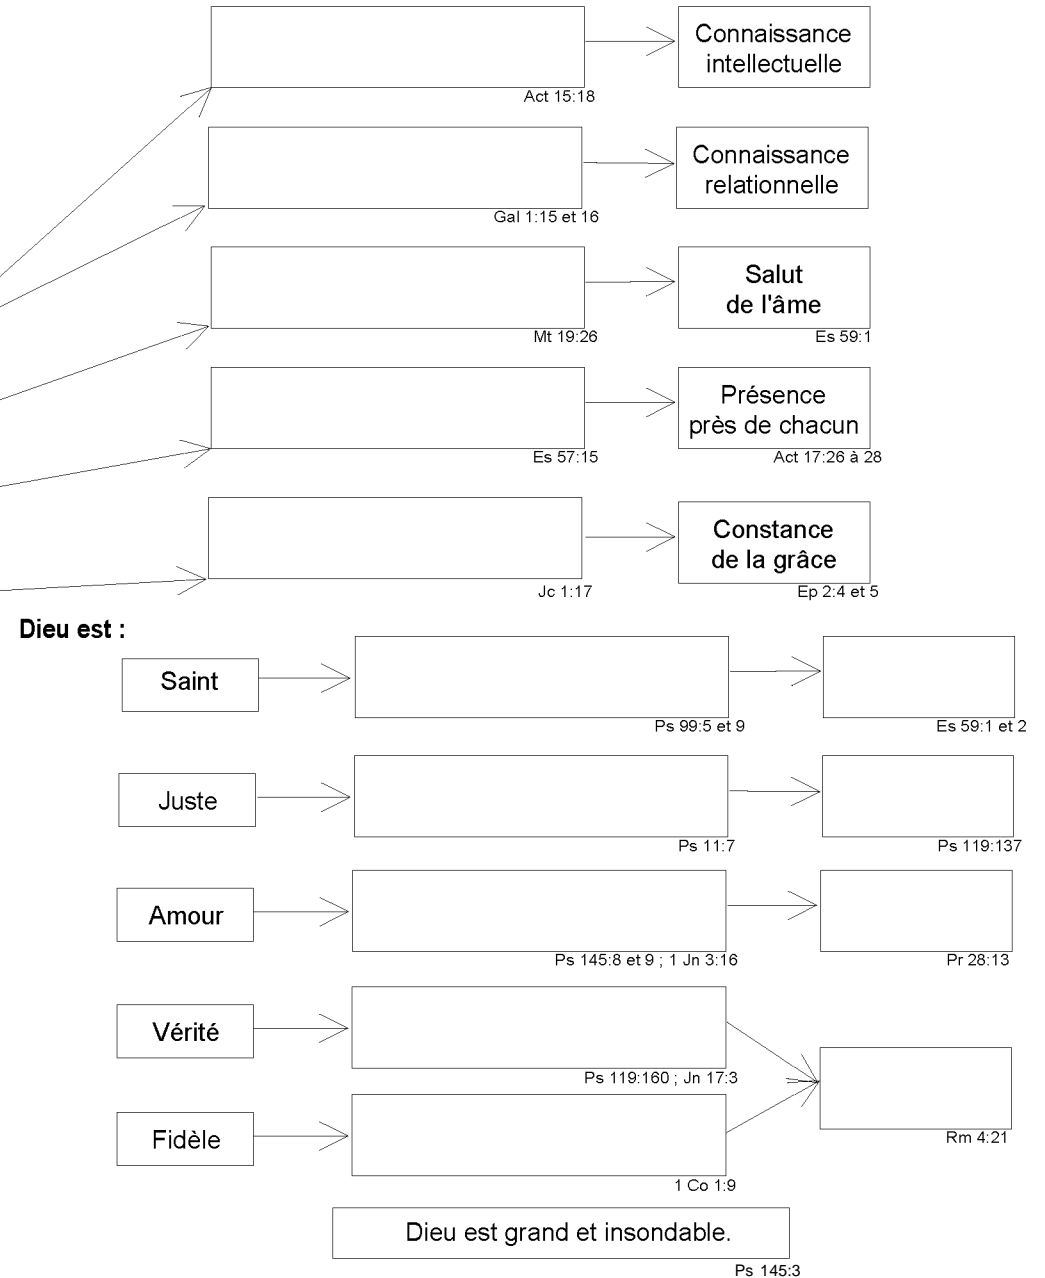 Connaissance
intellectuelle
Act 15:18
Connaissance
relationnelle
Gal 1:15 et 16
Salut
de l'âme
Mt 19:26
Es 59:1
Présence
près de chacun
Es 57:15
Act 17:26 à 28
Constance
de la grâce
Jc 1:17
Ep 2:4 et 5
Dieu est :
Saint
Ps 99:5 et 9
Es 59:1 et 2
Juste
Ps 11:7
Ps 119:137
Amour
Ps 145:8 et 9 ; 1 Jn 3:16
Pr 28:13
Vérité
Ps 119:160 ; Jn 17:3
Fidèle
Rm 4:21
1 Co 1:9
Dieu est grand et insondable.
Ps 145:3